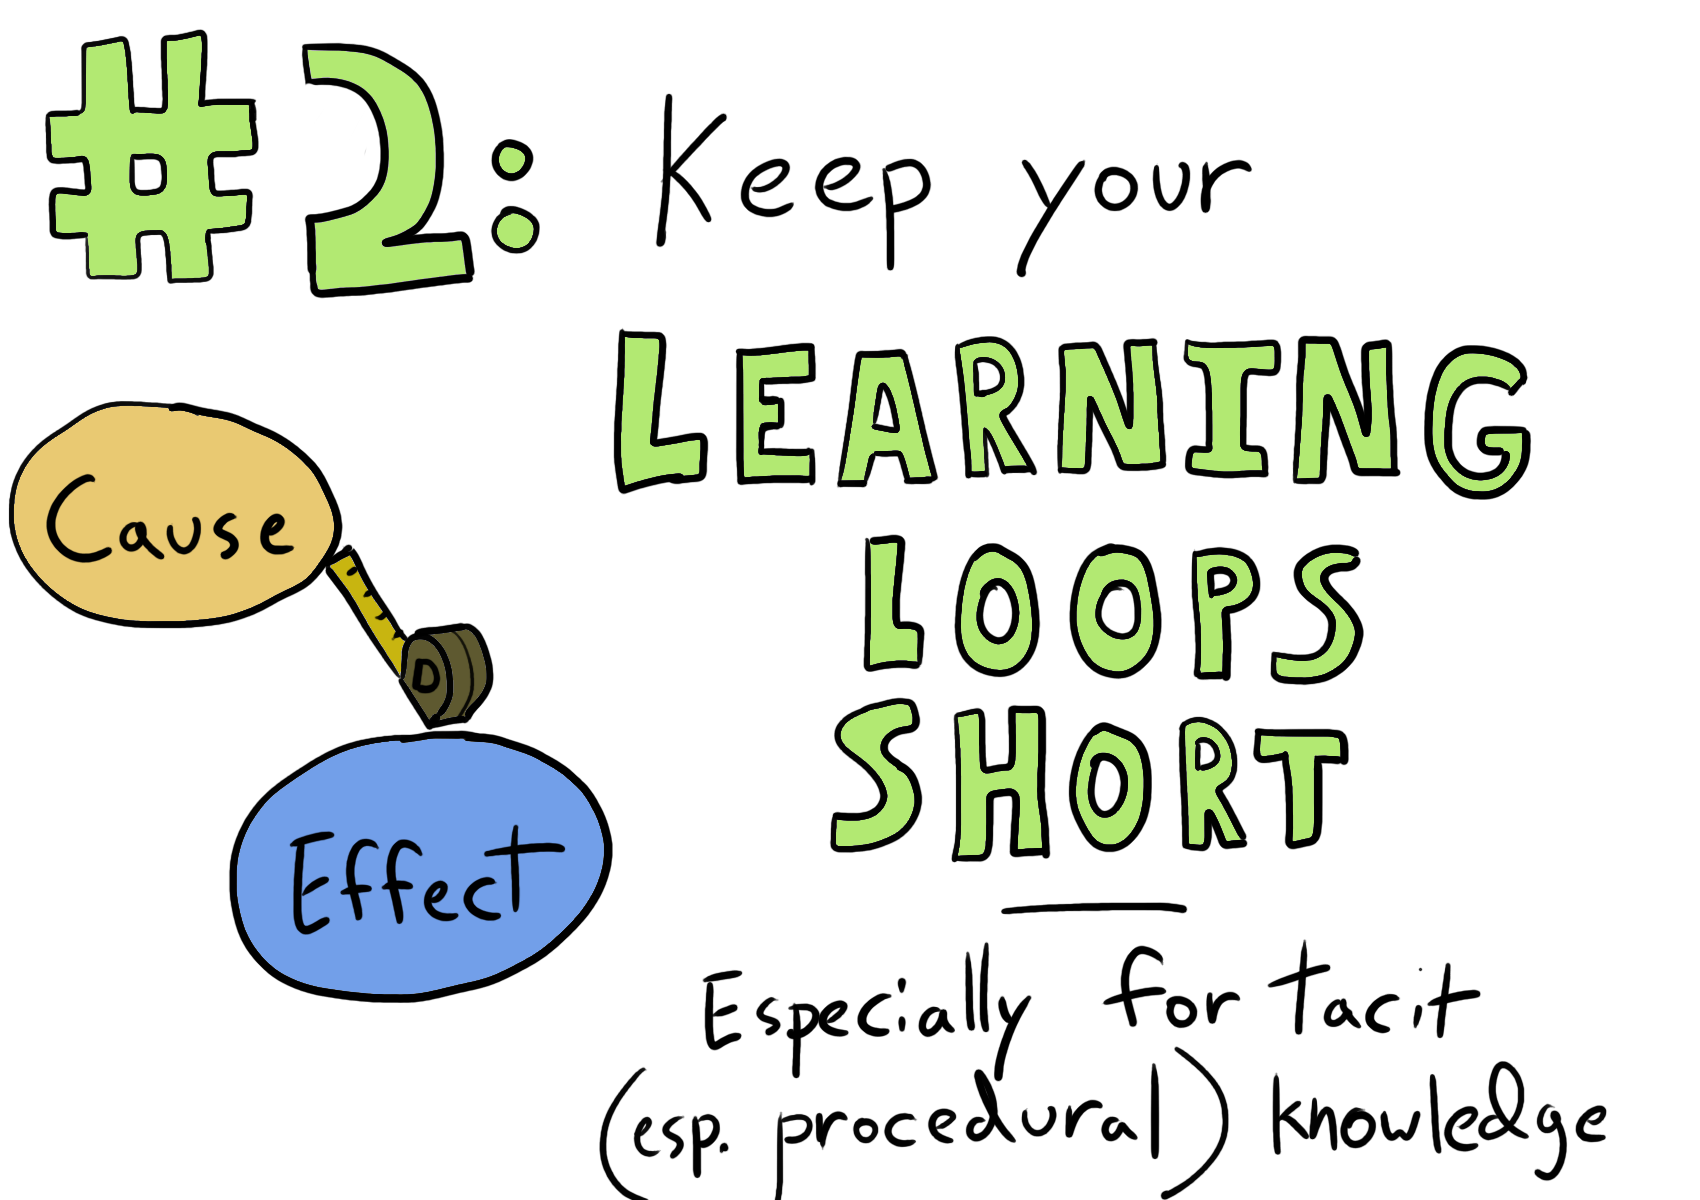 #2: Keep your
LEARNING
LOOPS
SHORT
Cause
D
Effect
Especially for tacit
(esp. procedural) knowledge